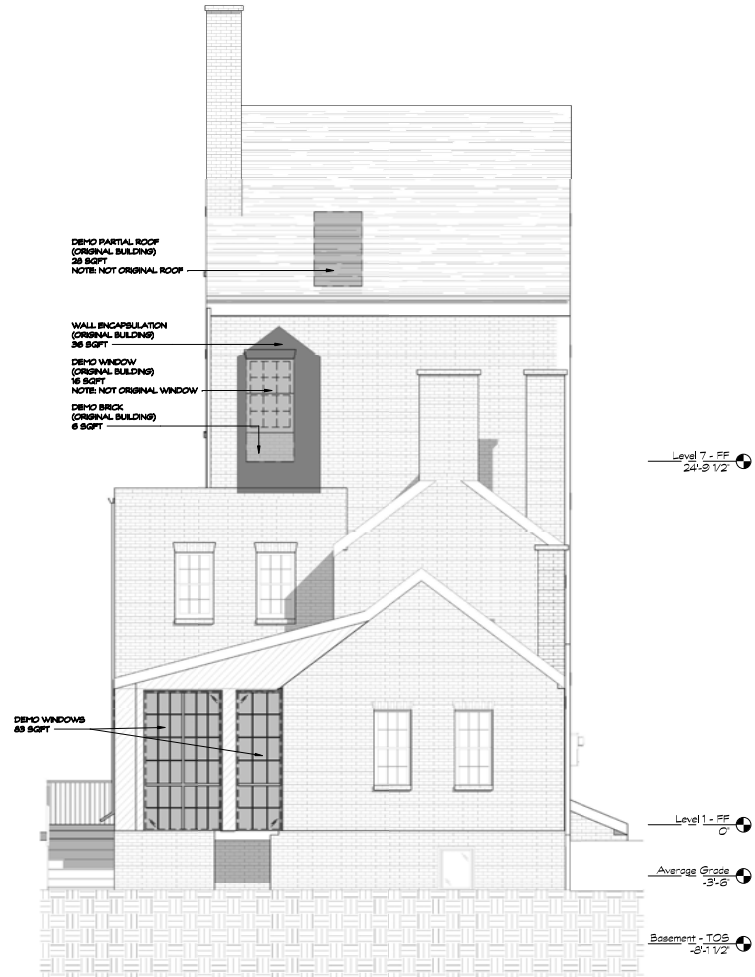 DEMO PARTIAL ROOF
(ORIGINAL BUILDING)
28 SQFT
NOTE: NOT ORIGINAL ROOF
WALL ENCAPSULATION
(ORIGINAL BUILDING)
36 SQFT
DEMO WINDOW
(ORIGINAL BUILDING)
16 SQFT
NOTE: NOT ORIGINAL WINDOW
DEMO BRICK
(ORIGINAL BUILDING)
6 SQFT
Level 7 - FF
24'-9 1/2"
DEMO WINDOWS
83 SQFT
Level 1 - FF
0"
Average Grade
-3'-6"
Basement - TOS
-8'-1 1/2"